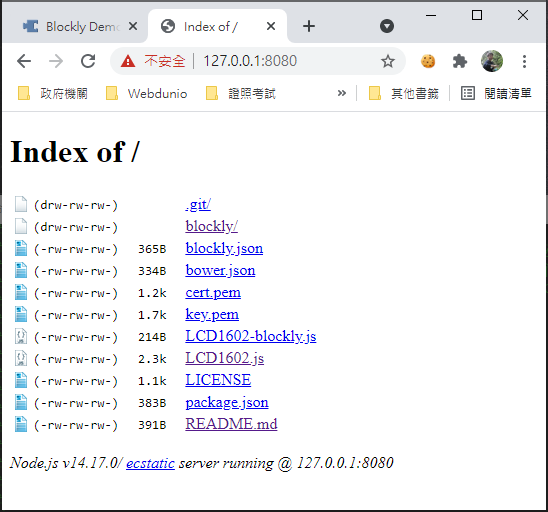 Blockly Demo
Index of /
不安全 127.0.0.1:8080
政府機關 Webdunio 證照考試 » 其他書籤 閱讀清單
Index of /
(drw-rw-rw-) .git/
(drw-rw-rw-) blockly/
(-rw-rw-rw-) 365B blockly.json
(-rw-rw-rw-) 334B bower.json
(-rw-rw-rw-) 1.2k cert.pem
(-rw-rw-rw-) 1.7k key.pem
(-rw-rw-rw-) 214B LCD1602-blockly.js
(-rw-rw-rw-) 2.3k LCD1602.js
(-rw-rw-rw-) 1.1k LICENSE
(-rw-rw-rw-) 383B package.json
(-rw-rw-rw-) 391B README.md
Node.js v14.17.0/ ecstatic server running @ 127.0.0.1:8080